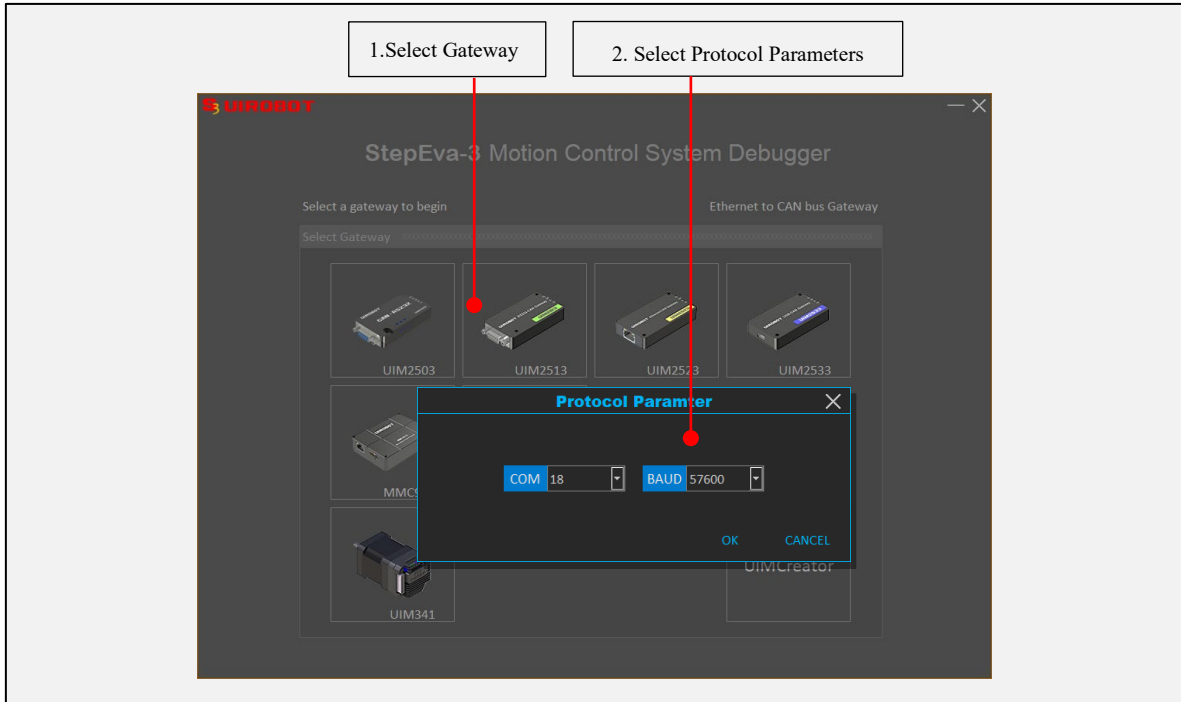 1.Select Gateway
2. Select Protocol Parameters
S3 UIROBOT
StepEva-3 Motion Control System Debugger
Select a gateway to begin
Ethernet to CAN bus Gateway
Select Gateway
UIM2503
UIM2513
UIM2523
UIM2533
Protocol Paramter
MMC9
COM 18
BAUD 57600
OK
CANCEL
UIMCreator
UIM341